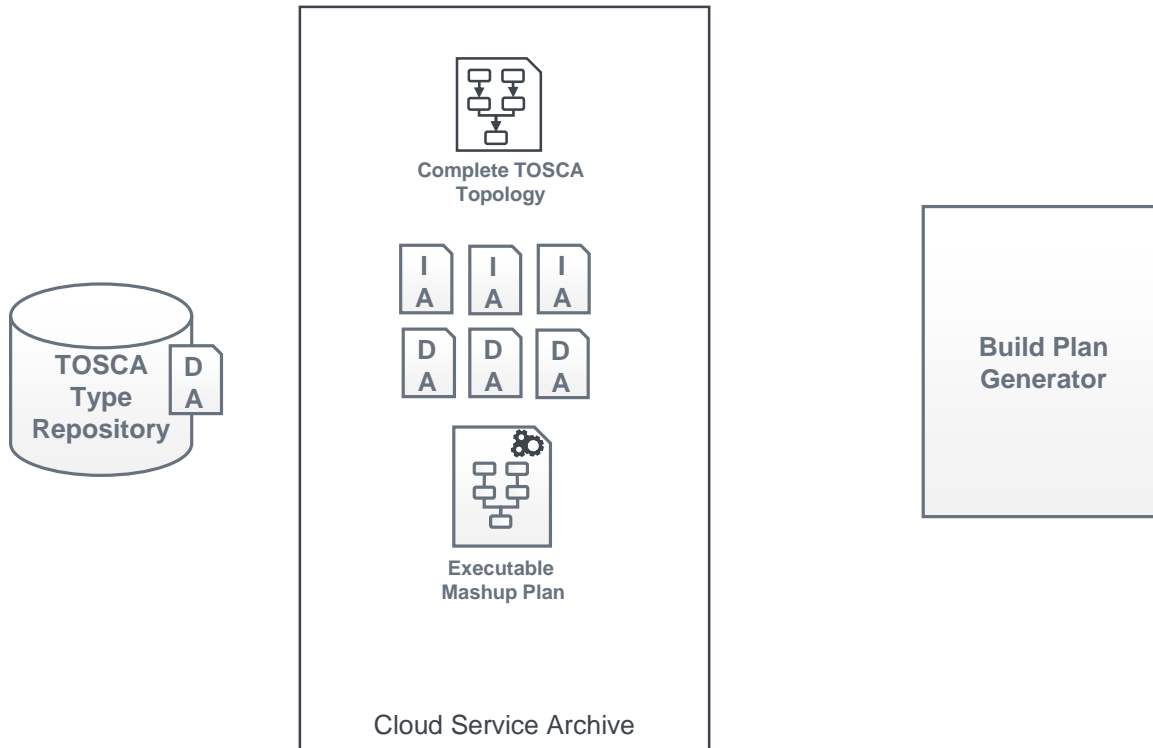 Complete TOSCA
Topology
I
A
I
A
I
A
D
A
D
A
D
A
TOSCA
Type
Repository
D
A
Executable
Mashup Plan
Cloud Service Archive
Build Plan
Generator